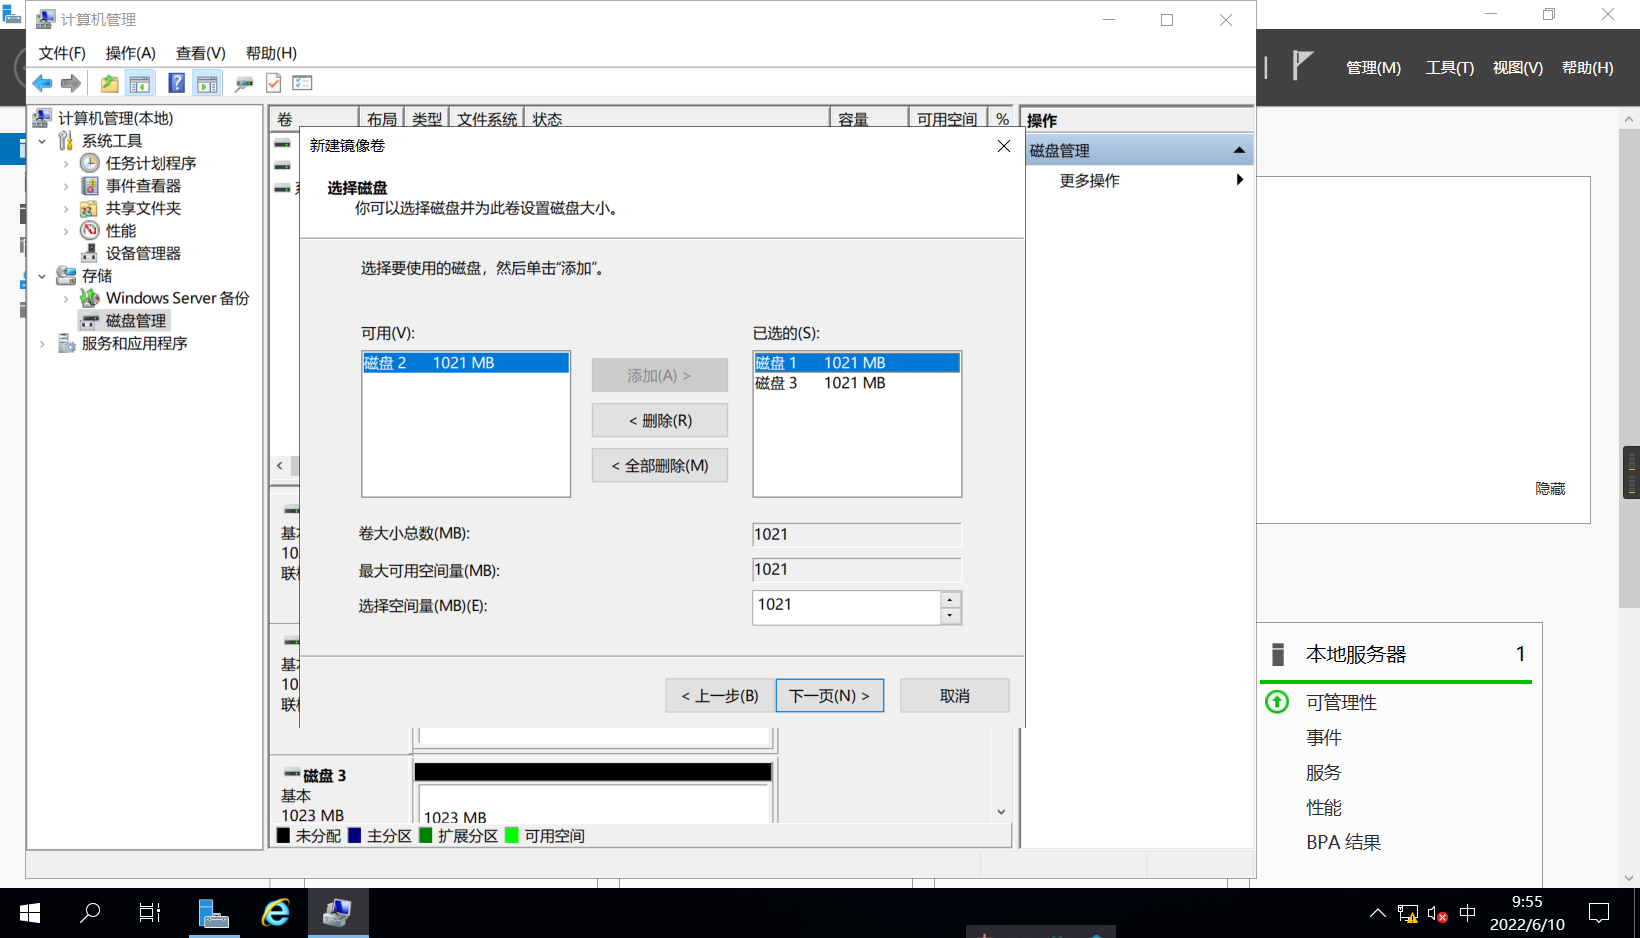 计算机管理
文件(F) 操作(A) 查看(V) 帮助(H)
管理(M) 工具(T) 视图(V) 帮助(H)
计算机管理(本地)
系统工具
任务计划程序
事件查看器
共享文件夹
性能
设备管理器
存储
Windows Server 备份
磁盘管理
服务和应用程序
卷 布局 类型 文件系统 状态 容量 可用空间 %
操作
磁盘管理
更多操作
新建镜像卷
选择磁盘
你可以选择磁盘并为此卷设置磁盘大小。
选择要使用的磁盘，然后单击“添加”。
可用(V):
磁盘 2 1021 MB
添加(A) >
< 删除(R)
< 全部删除(M)
已选的(S):
磁盘 1 1021 MB
磁盘 3 1021 MB
卷大小总数(MB): 1021
最大可用空间量(MB): 1021
选择空间量(MB)(E): 1021
< 上一步(B) 下一页(N) > 取消
基
10
联
基
10
联
磁盘 3
基本
1023 MB
1023 MB
未分配 主分区 扩展分区 可用空间
隐藏
本地服务器 1
可管理性
事件
服务
性能
BPA 结果
中
9:55
2022/6/10